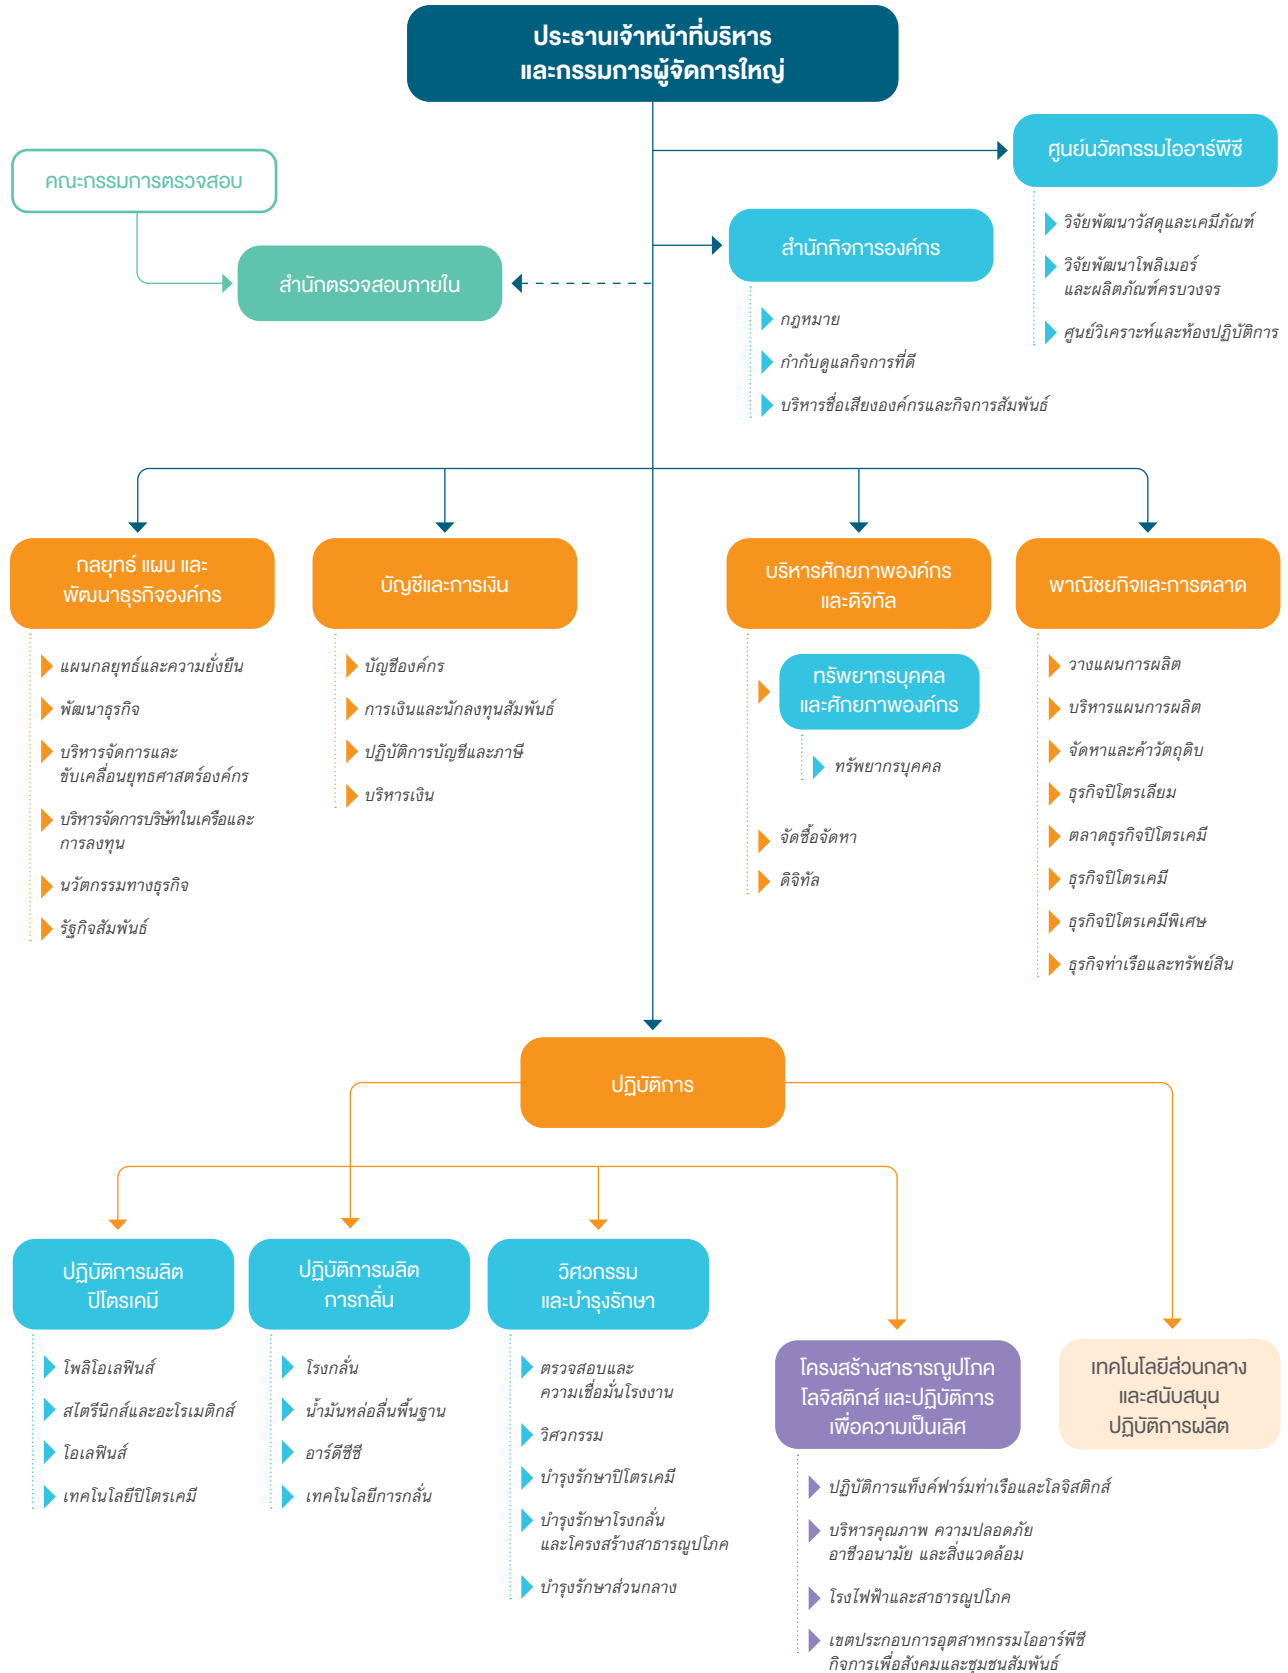 ประธานเจ้าหน้าที่บริหาร
และกรรมการผู้จัดการใหญ่
ศูนย์นวัตกรรมไออาร์พีซี
วิจัยพัฒนาวัสดุและเคมีภัณฑ์
วิจัยพัฒนาโพลิเมอร์
และผลิตภัณฑ์ครบวงจร
ศูนย์วิเคราะห์และห้องปฏิบัติการ
คณะกรรมการตรวจสอบ
สำนักตรวจสอบภายใน
สำนักกิจการองค์กร
กฎหมาย
กำกับดูแลกิจการที่ดี
บริหารชื่อเสียงองค์กรและกิจการสัมพันธ์
กลยุทธ์ แผน และ
พัฒนาธุรกิจองค์กร
แผนกลยุทธ์และความยั่งยืน
พัฒนาธุรกิจ
บริหารจัดการและ
ขับเคลื่อนยุทธศาสตร์องค์กร
บริหารจัดการบริษัทในเครือและ
การลงทุน
นวัตกรรมทางธุรกิจ
รัฐกิจสัมพันธ์
บัญชีและการเงิน
บัญชีองค์กร
การเงินและนักลงทุนสัมพันธ์
ปฏิบัติการบัญชีและภาษี
บริหารเงิน
บริหารศักยภาพองค์กร
และดิจิทัล
ทรัพยากรบุคคล
และศักยภาพองค์กร
ทรัพยากรบุคคล
จัดซื้อจัดหา
ดิจิทัล
พาณิชยกิจและการตลาด
วางแผนการผลิต
บริหารแผนการผลิต
จัดหาและค้าวัตถุดิบ
ธุรกิจปิโตรเลียม
ตลาดธุรกิจปิโตรเคมี
ธุรกิจปิโตรเคมี
ธุรกิจปิโตรเคมีพิเศษ
ธุรกิจท่าเรือและทรัพย์สิน
ปฏิบัติการ
ปฏิบัติการผลิต
ปิโตรเคมี
โพลิโอเลฟินส์
สไตรีนิกส์และอะโรเมติกส์
โอเลฟินส์
เทคโนโลยีปิโตรเคมี
ปฏิบัติการผลิต
การกลั่น
โรงกลั่น
น้ำมันหล่อลื่นพื้นฐาน
อาร์ดีซีซี
เทคโนโลยีการกลั่น
วิศวกรรม
และบำรุงรักษา
ตรวจสอบและ
ความเชื่อมั่นโรงงาน
วิศวกรรม
บำรุงรักษาปิโตรเคมี
บำรุงรักษาโรงกลั่น
และโครงสร้างสาธารณูปโภค
บำรุงรักษาส่วนกลาง
โครงสร้างสาธารณูปโภค
โลจิสติกส์ และปฏิบัติการ
เพื่อความเป็นเลิศ
ปฏิบัติการแท็งค์ฟาร์มท่าเรือและโลจิสติกส์
บริหารคุณภาพ ความปลอดภัย
อาชีวอนามัย และสิ่งแวดล้อม
โรงไฟฟ้าและสาธารณูปโภค
เขตประกอบการอุตสาหกรรมไออาร์พีซี
กิจการเพื่อสังคมและชุมชนสัมพันธ์
เทคโนโลยีส่วนกลาง
และสนับสนุน
ปฏิบัติการผลิต